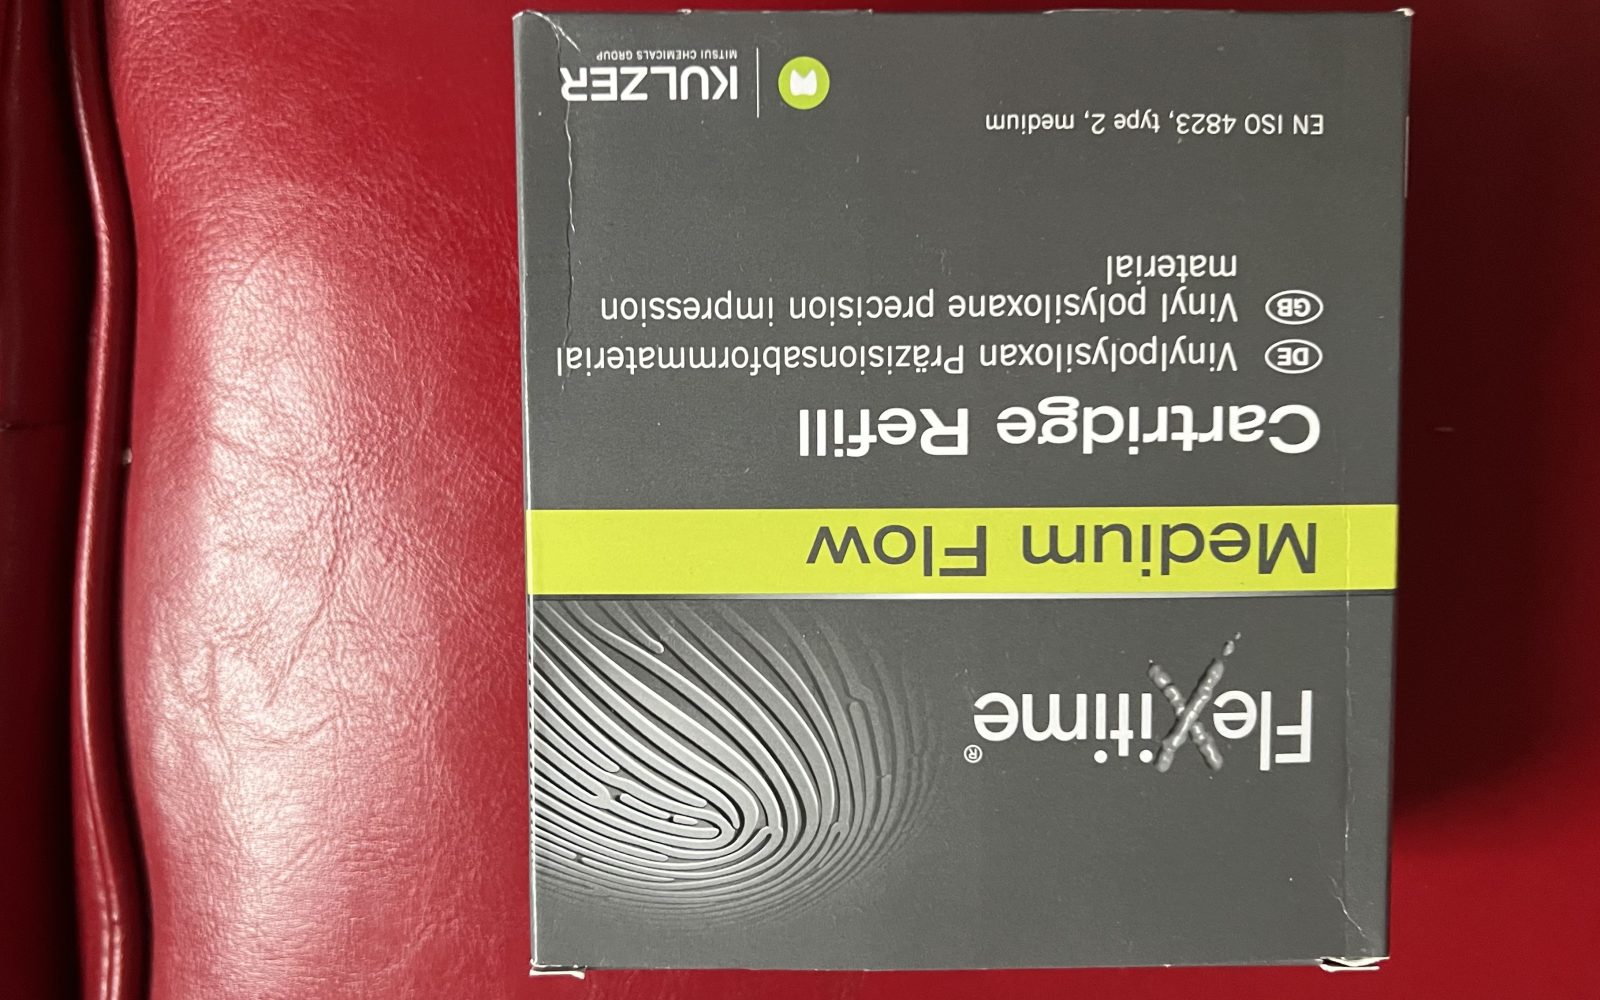 Flexitime®
Medium Flow
Cartridge Refill
DE Vinylpolysiloxan Präzisionsabformmaterial
GB Vinyl polysiloxane precision impression
material
EN ISO 4823, type 2, medium
KULZER
MITSUI CHEMICALS GROUP